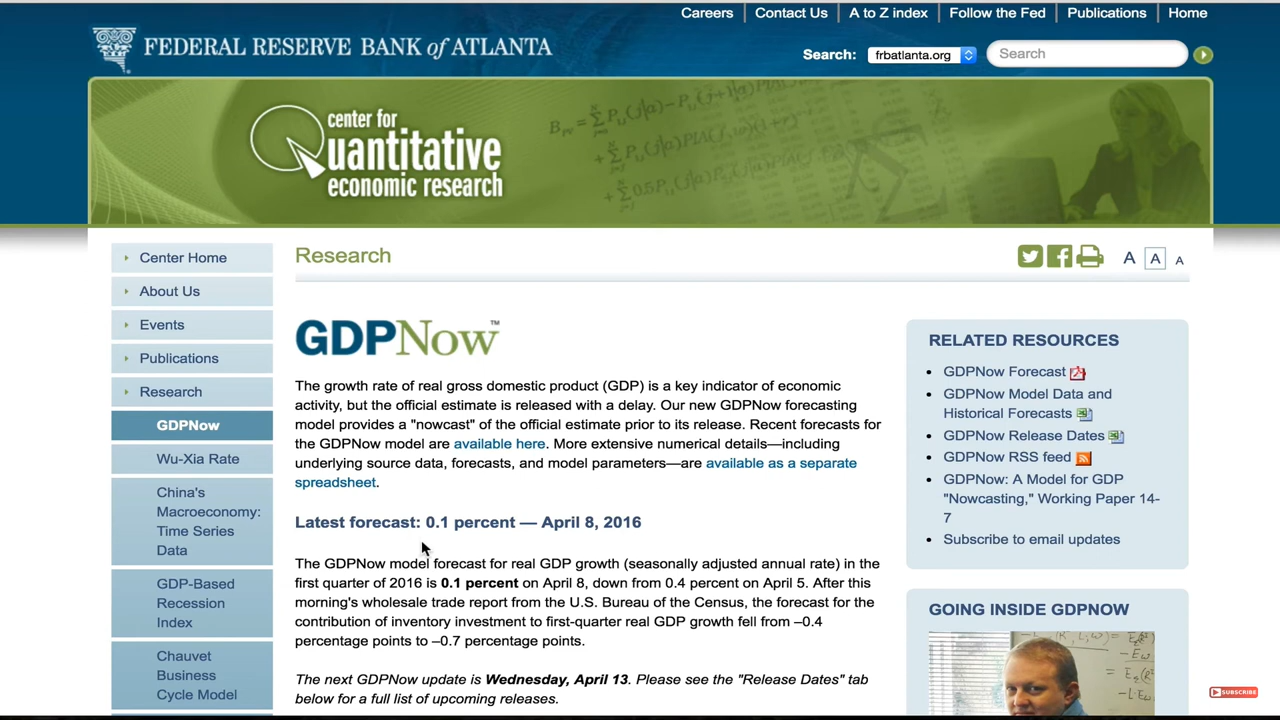 Careers | Contact Us | A to Z index | Follow the Fed | Publications | Home
FEDERAL RESERVE BANK of ATLANTA
Search: frbatlanta.org Search
center for
Quantitative
economic research
Center Home
About Us
Events
Publications
Research
GDPNow
Wu-Xia Rate
China's
Macroeconomy:
Time Series
Data
GDP-Based
Recession
Index
Chauvet
Business
Cycle Model
Research
A A A
GDPNow™
The growth rate of real gross domestic product (GDP) is a key indicator of economic
activity, but the official estimate is released with a delay. Our new GDPNow forecasting
model provides a "nowcast" of the official estimate prior to its release. Recent forecasts for
the GDPNow model are available here. More extensive numerical details—including
underlying source data, forecasts, and model parameters—are available as a separate
spreadsheet.
Latest forecast: 0.1 percent — April 8, 2016
The GDPNow model forecast for real GDP growth (seasonally adjusted annual rate) in the
first quarter of 2016 is 0.1 percent on April 8, down from 0.4 percent on April 5. After this
morning's wholesale trade report from the U.S. Bureau of the Census, the forecast for the
contribution of inventory investment to first-quarter real GDP growth fell from –0.4
percentage points to –0.7 percentage points.
The next GDPNow update is Wednesday, April 13. Please see the "Release Dates" tab
below for a full list of upcoming releases.
RELATED RESOURCES
GDPNow Forecast
GDPNow Model Data and
Historical Forecasts
GDPNow Release Dates
GDPNow RSS feed
GDPNow: A Model for GDP
"Nowcasting," Working Paper 14-
7
Subscribe to email updates
GOING INSIDE GDPNOW
SUBSCRIBE